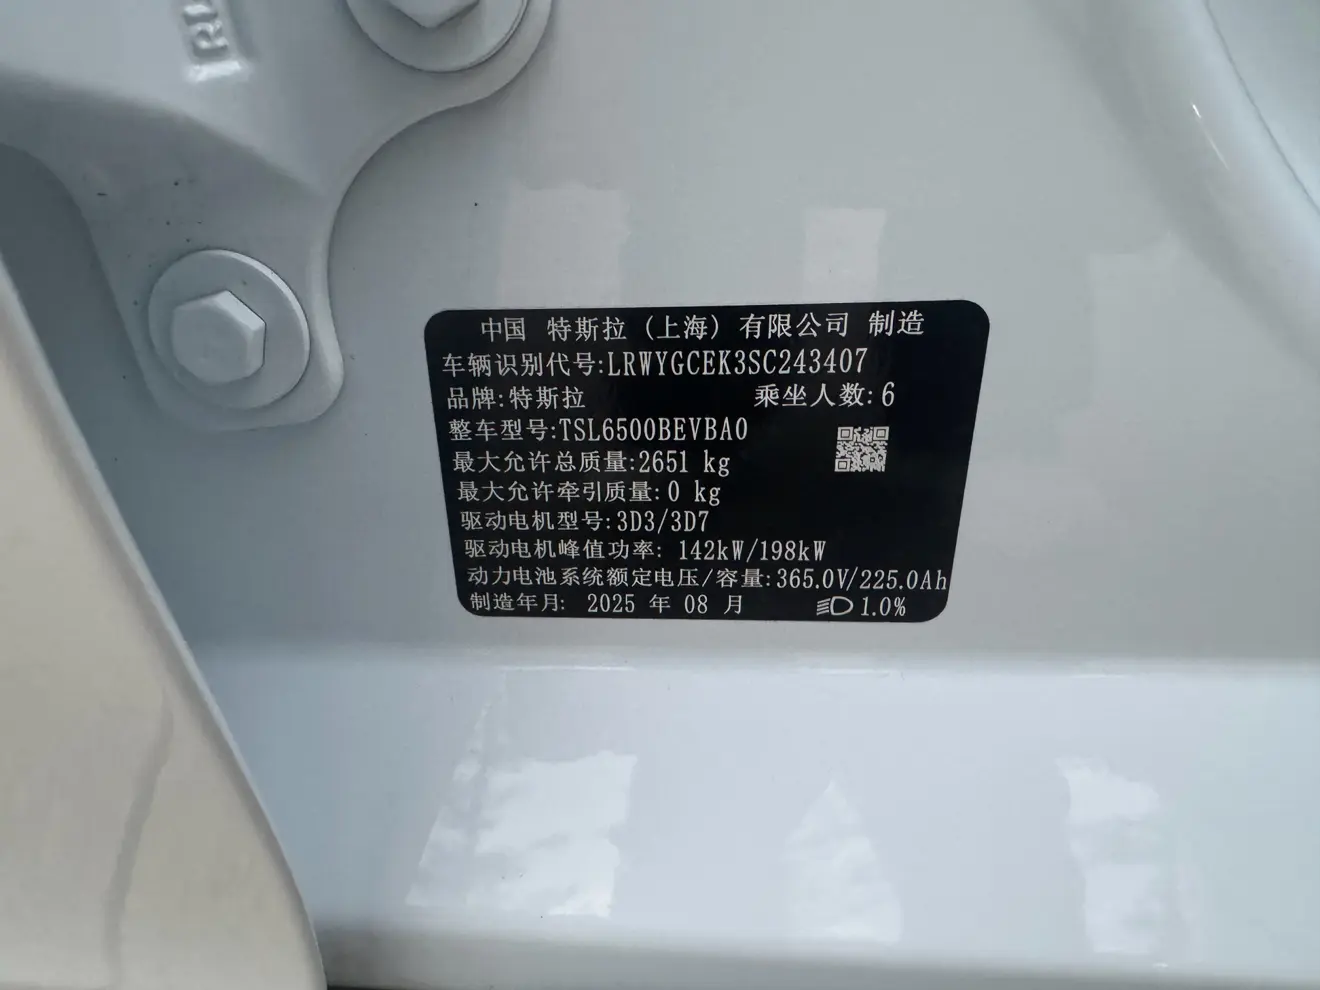 中国 特斯拉 (上海) 有限公司 制造
车辆识别代号:LRWYGCEK3SC243407
品牌:特斯拉 乘坐人数:6
整车型号:TSL6500BEVBA0
最大允许总质量:2651 kg
最大允许牵引质量:0 kg
驱动电机型号:3D3/3D7
驱动电机峰值功率: 142kW/198kW
动力电池系统额定电压/容量:365.0V/225.0Ah
制造年月: 2025 年 08 月 1.0%